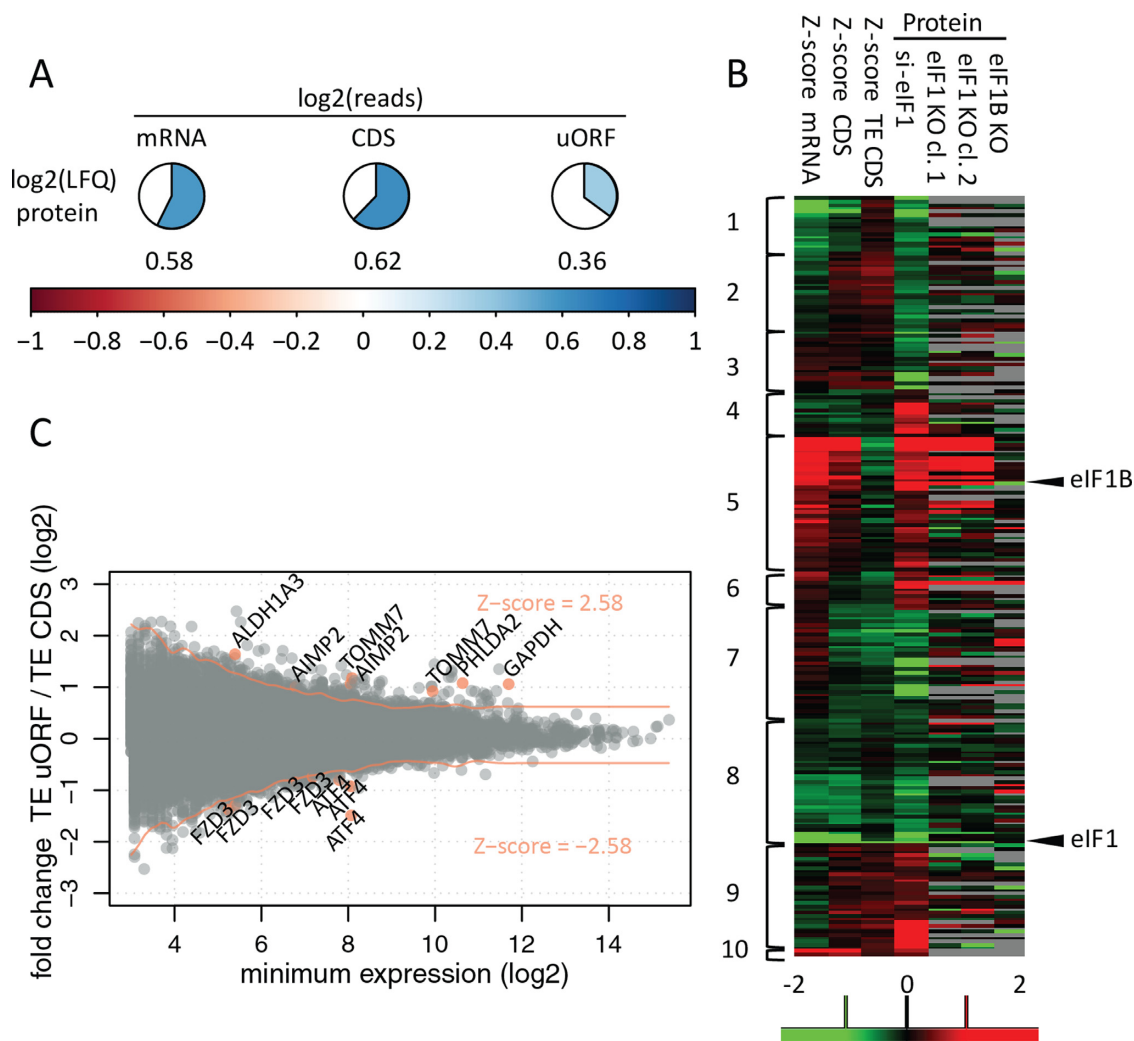 A
log2(reads)
mRNA CDS uORF
log2(LFQ)
protein
0.58 0.62 0.36
−1 −0.8 −0.6 −0.4 −0.2 0 0.2 0.4 0.6 0.8 1
B
Protein
Z-score mRNA
Z-score CDS
Z-score TE CDS
si-eIF1
eIF1 KO cl. 1
eIF1 KO cl. 2
eIF1B KO
1
2
3
4
5
6
7
8
9
10
eIF1B
eIF1
-2 0 2
C
fold change TE uORF / TE CDS (log2)
3
2
1
0
−1
−2
−3
Z−score = 2.58
ALDH1A3
AIMP2
TOMM7
AIMP2
TOMM7
PHLDA2
GAPDH
FZD3
FZD3
FZD3
FZD3
ATF4
ATF4
ATF4
Z−score = −2.58
4 6 8 10 12 14
minimum expression (log2)